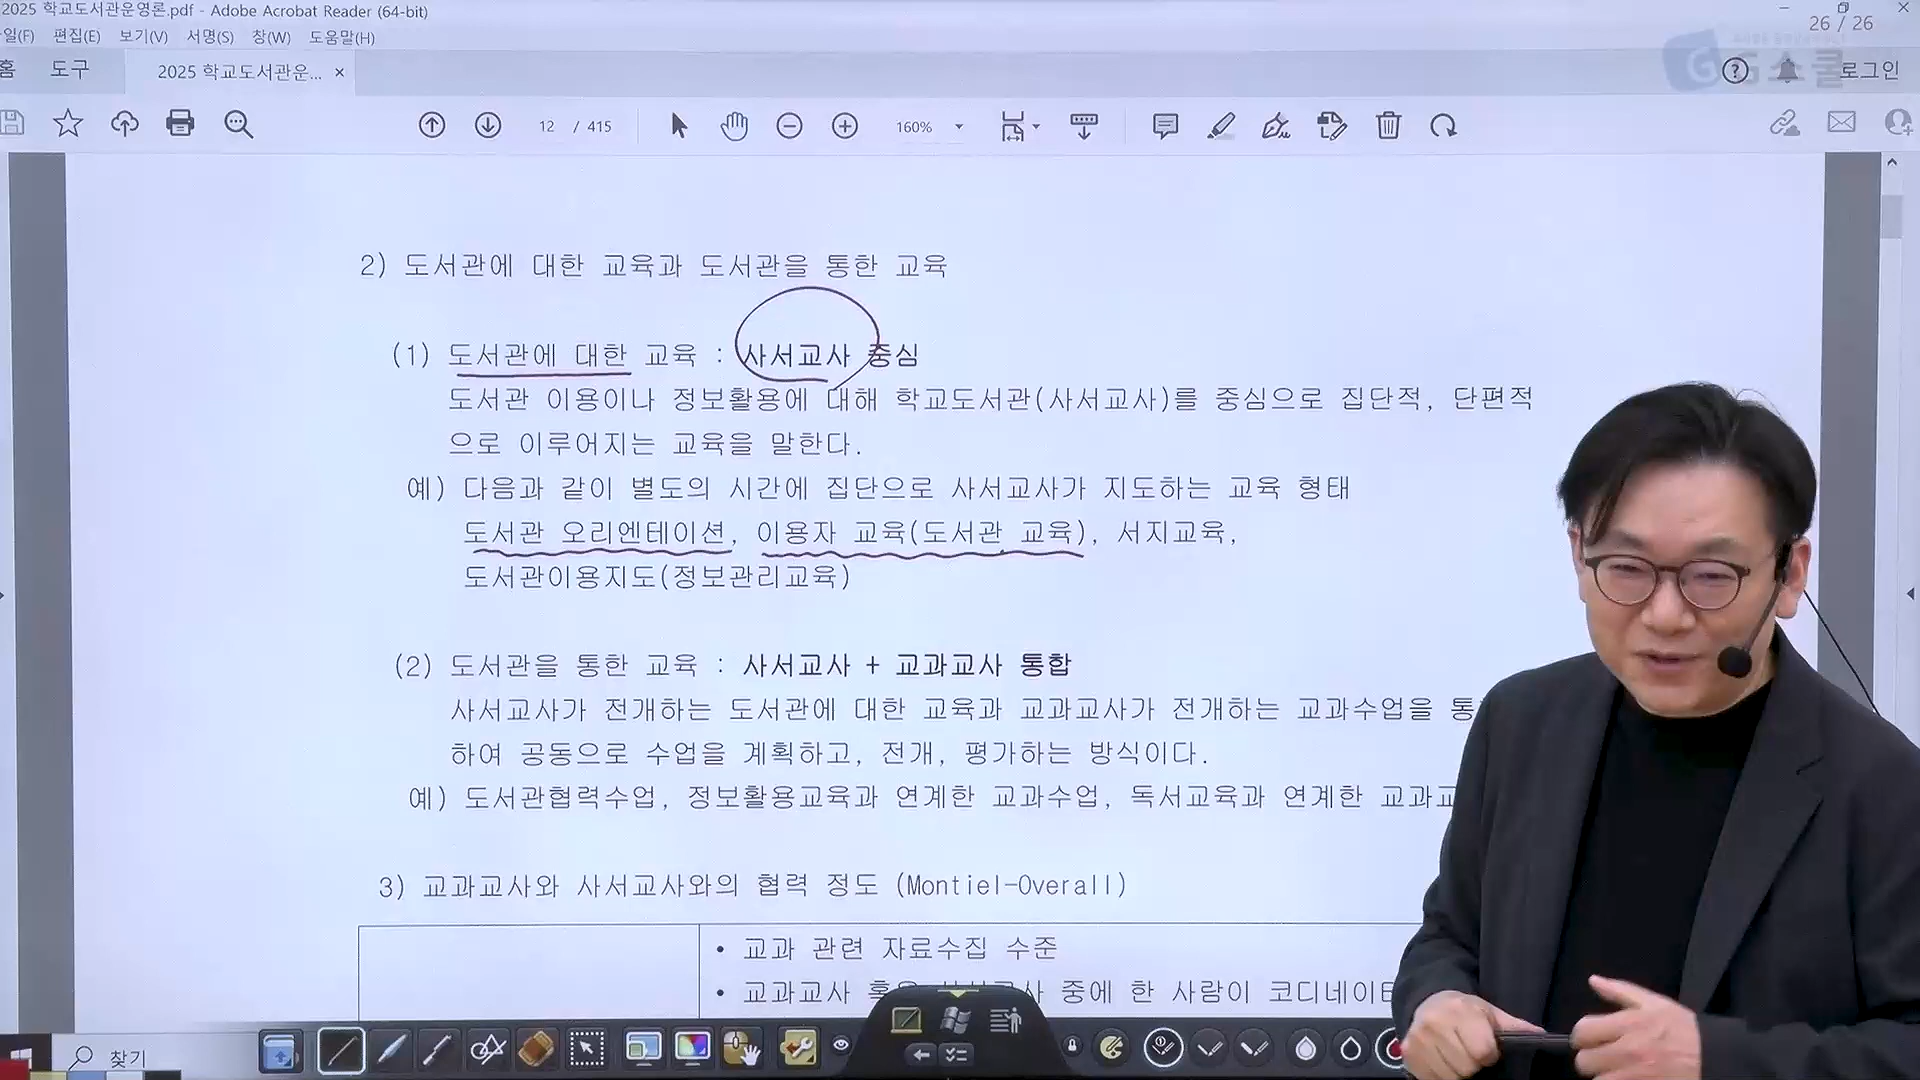 2025 학교도서관운영론.pdf - Adobe Acrobat Reader (64-bit)
26 / 26
일(F) 편집(E) 보기(V) 서명(S) 창(W) 도움말(H)
홈 도구 2025 학교도서관운... ×
G스쿨
로그인
12 / 415
160%
2) 도서관에 대한 교육과 도서관을 통한 교육
(1) 도서관에 대한 교육 : 사서교사 중심
도서관 이용이나 정보활용에 대해 학교도서관(사서교사)를 중심으로 집단적, 단편적
으로 이루어지는 교육을 말한다.
예) 다음과 같이 별도의 시간에 집단으로 사서교사가 지도하는 교육 형태
도서관 오리엔테이션, 이용자 교육(도서관 교육), 서지교육,
도서관이용지도(정보관리교육)
(2) 도서관을 통한 교육 : 사서교사 + 교과교사 통합
사서교사가 전개하는 도서관에 대한 교육과 교과교사가 전개하는 교과수업을 통
하여 공동으로 수업을 계획하고, 전개, 평가하는 방식이다.
예) 도서관협력수업, 정보활용교육과 연계한 교과수업, 독서교육과 연계한 교과
3) 교과교사와 사서교사와의 협력 정도 (Montiel-Overall)
• 교과 관련 자료수집 수준
• 교과교사 혹은 사서교사 중에 한 사람이 코디네이터
찾기